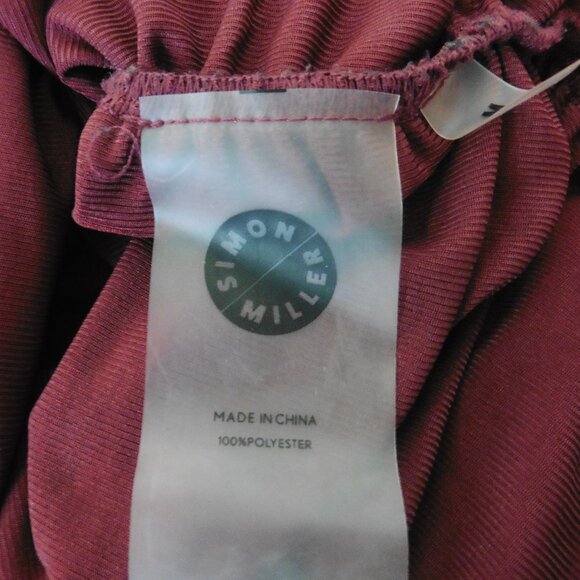 SIMON
MILLER
MADE IN CHINA
100%POLYESTER